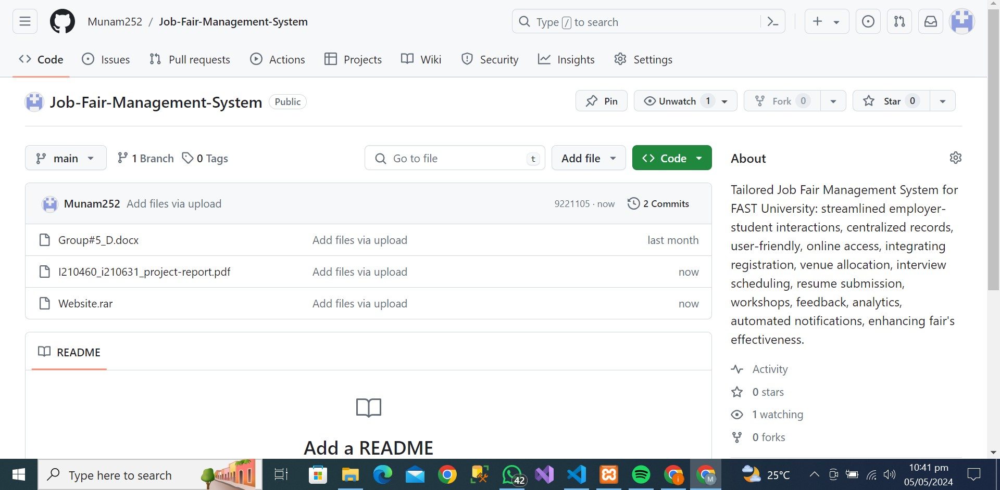 Munam252 / Job-Fair-Management-System
Type / to search
Code
Issues
Pull requests
Actions
Projects
Wiki
Security
Insights
Settings
Job-Fair-Management-System
Public
Pin
Unwatch 1
Fork 0
Star 0
main
1 Branch
0 Tags
Go to file
t
Add file
Code
Munam252 Add files via upload
9221105 · now
2 Commits
Group#5_D.docx Add files via upload last month
I210460_i210631_project-report.pdf Add files via upload now
Website.rar Add files via upload now
README
Add a README
About
Tailored Job Fair Management System for
FAST University: streamlined employer-
student interactions, centralized records,
user-friendly, online access, integrating
registration, venue allocation, interview
scheduling, resume submission,
workshops, feedback, analytics,
automated notifications, enhancing fair's
effectiveness.
Activity
0 stars
1 watching
0 forks
Type here to search
42
M
25°C
10:41 pm
05/05/2024